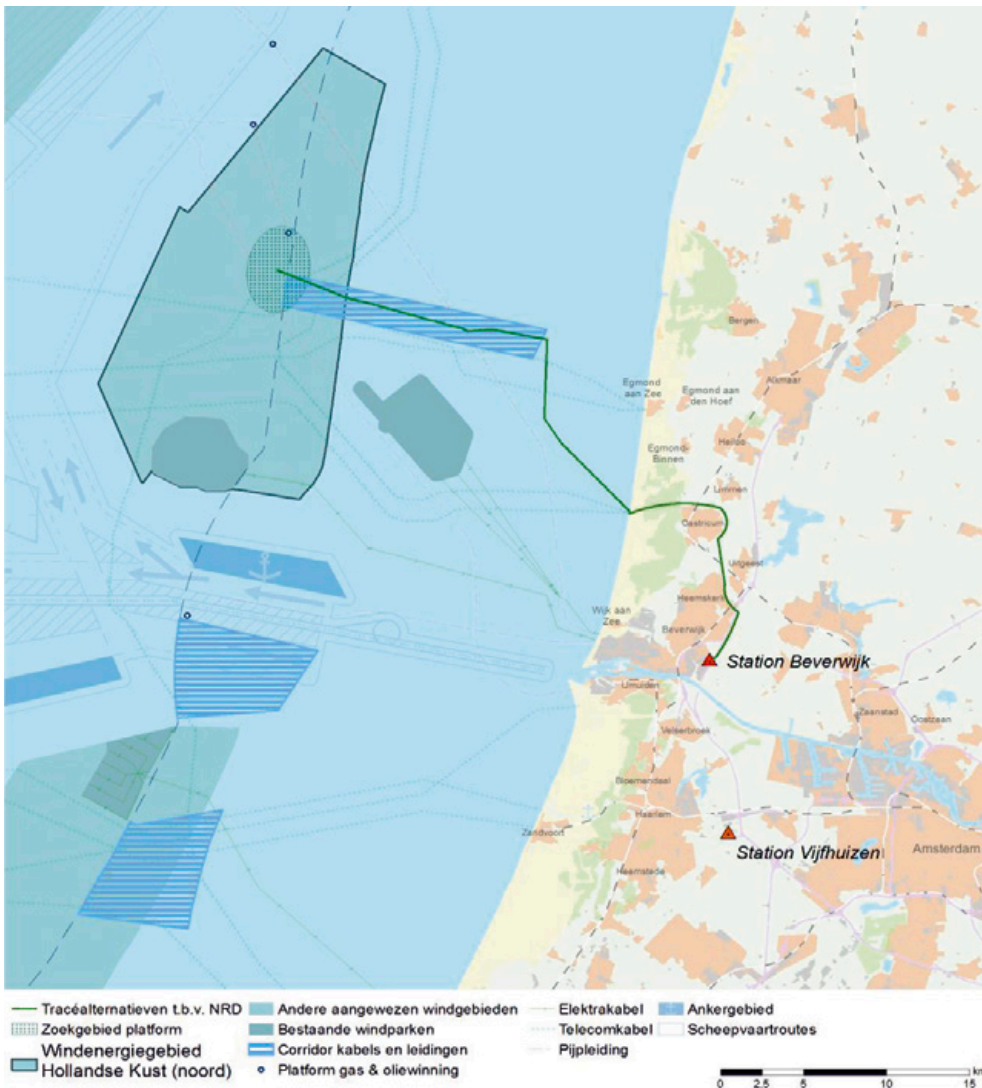 Bergen
Egmond
aan Zee
Egmond aan
den Hoef
Alkmaar
Heiloo
Egmond-
Binnen
Limmen
Castricum
Uitgeest
Heemskerk
Wijk aan
Zee
Beverwijk
Station Beverwijk
IJmuiden
Zaanstad
Oostzaan
Velserbroek
Bloemendaal
Haarlem
Zandvoort
Station Vijfhuizen
Amsterdam
Heemstede
Tracéalternatieven t.b.v. NRD
Zoekgebied platform
Windenergiegebied
Hollandse Kust (noord)
Andere aangewezen windgebieden
Bestaande windparken
Corridor kabels en leidingen
Platform gas & oliewinning
Elektrakabel
Telecomkabel
Pijpleiding
Ankergebied
Scheepvaartroutes
km
0 2.5 5 10 15